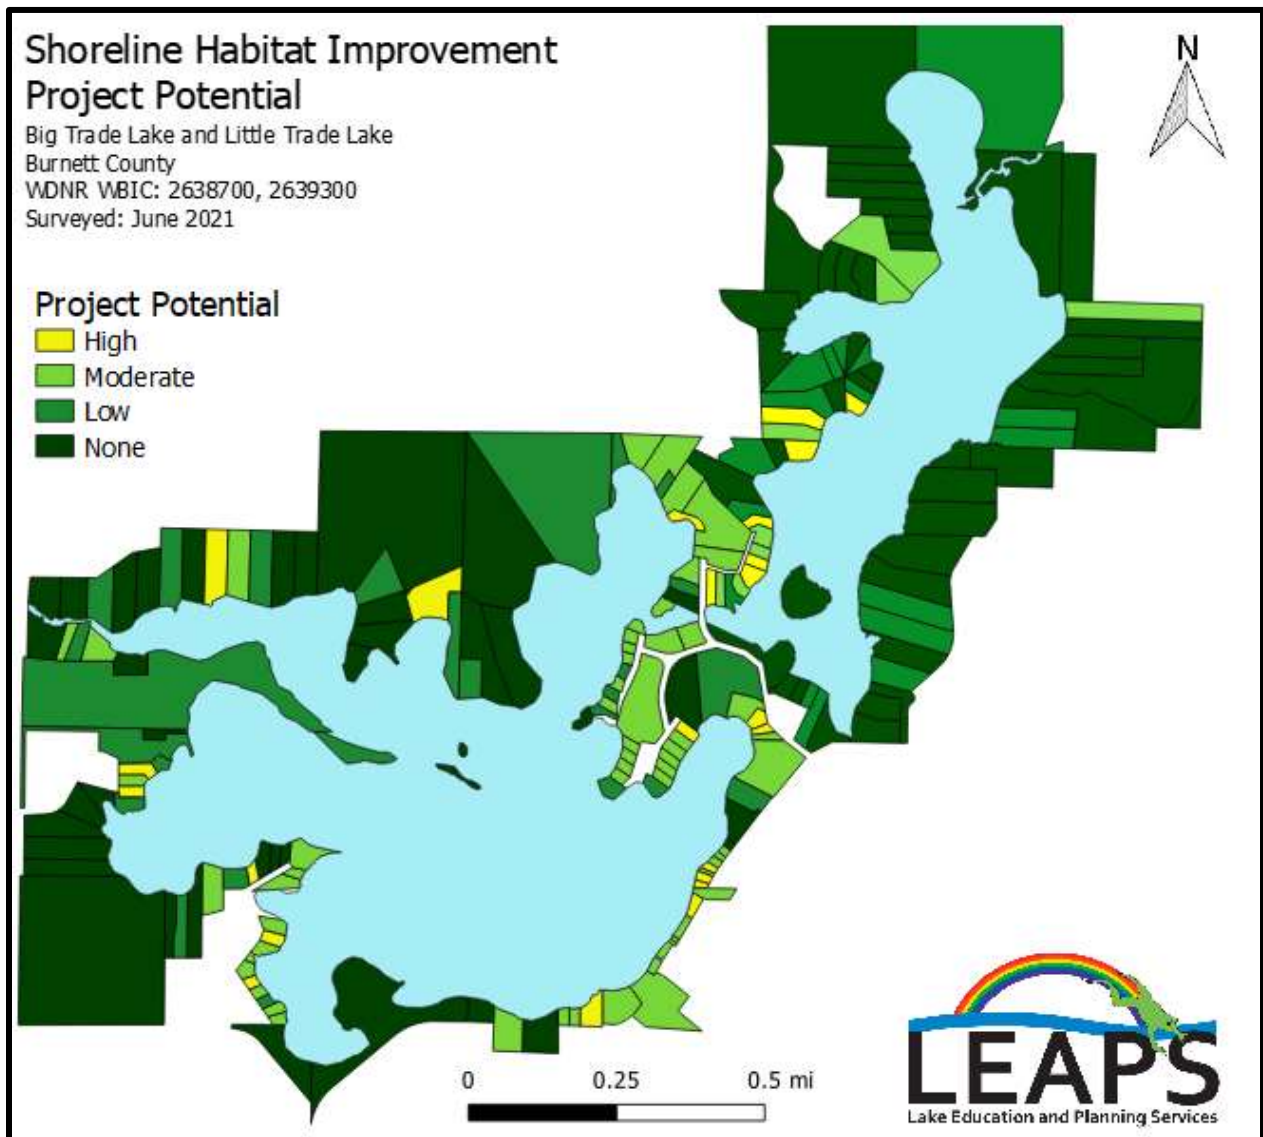 Shoreline Habitat Improvement
Project Potential
Big Trade Lake and Little Trade Lake
Burnett County
WDNR WBIC: 2638700, 2639300
Surveyed: June 2021
N
Project Potential
High
Moderate
Low
None
0 0.25 0.5 mi
LEAPS
Lake Education and Planning Services